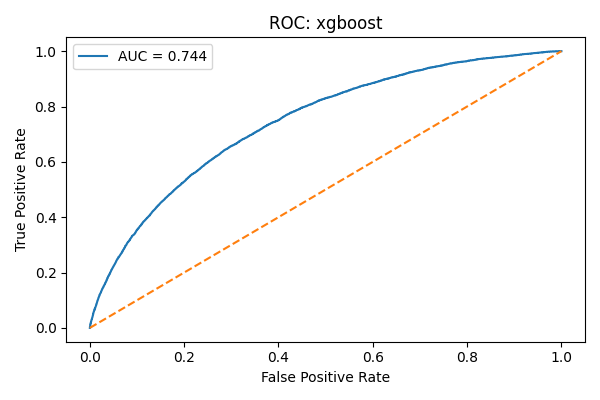 ROC: xgboost
AUC = 0.744
True Positive Rate
1.0
0.8
0.6
0.4
0.2
0.0
0.0 0.2 0.4 0.6 0.8 1.0
False Positive Rate